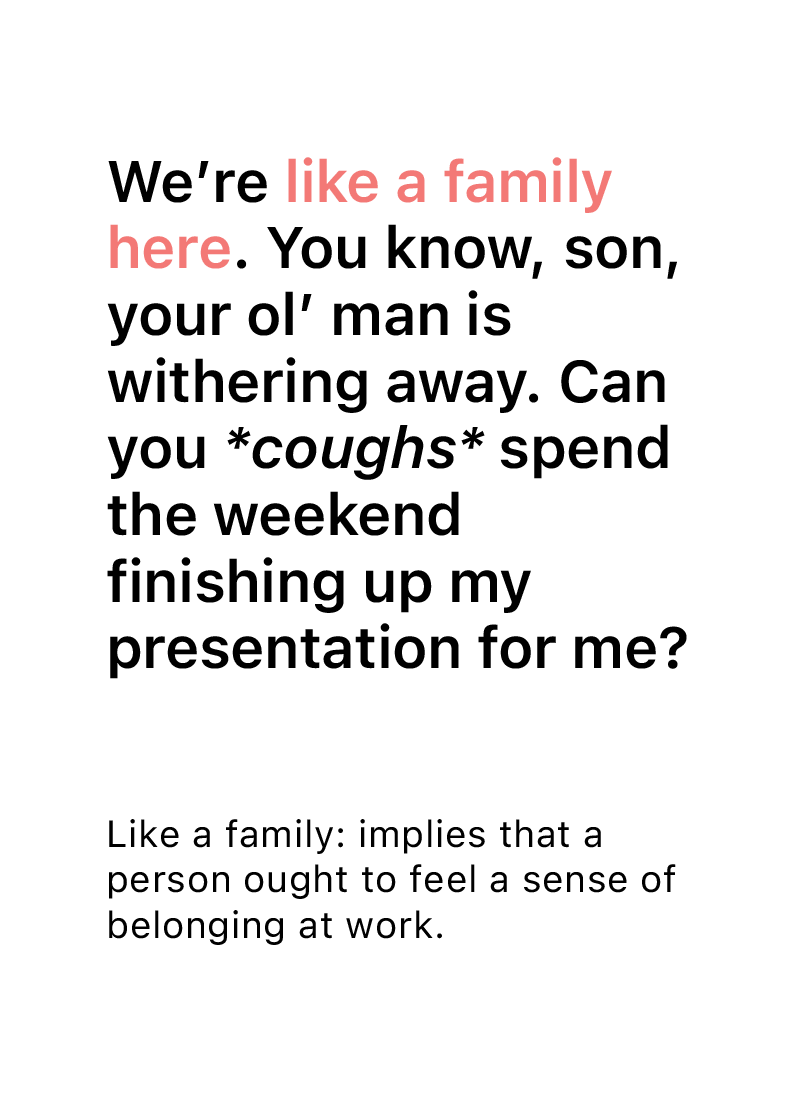 We’re like a family
here. You know, son,
your ol’ man is
withering away. Can
you *coughs* spend
the weekend
finishing up my
presentation for me?
Like a family: implies that a
person ought to feel a sense of
belonging at work.